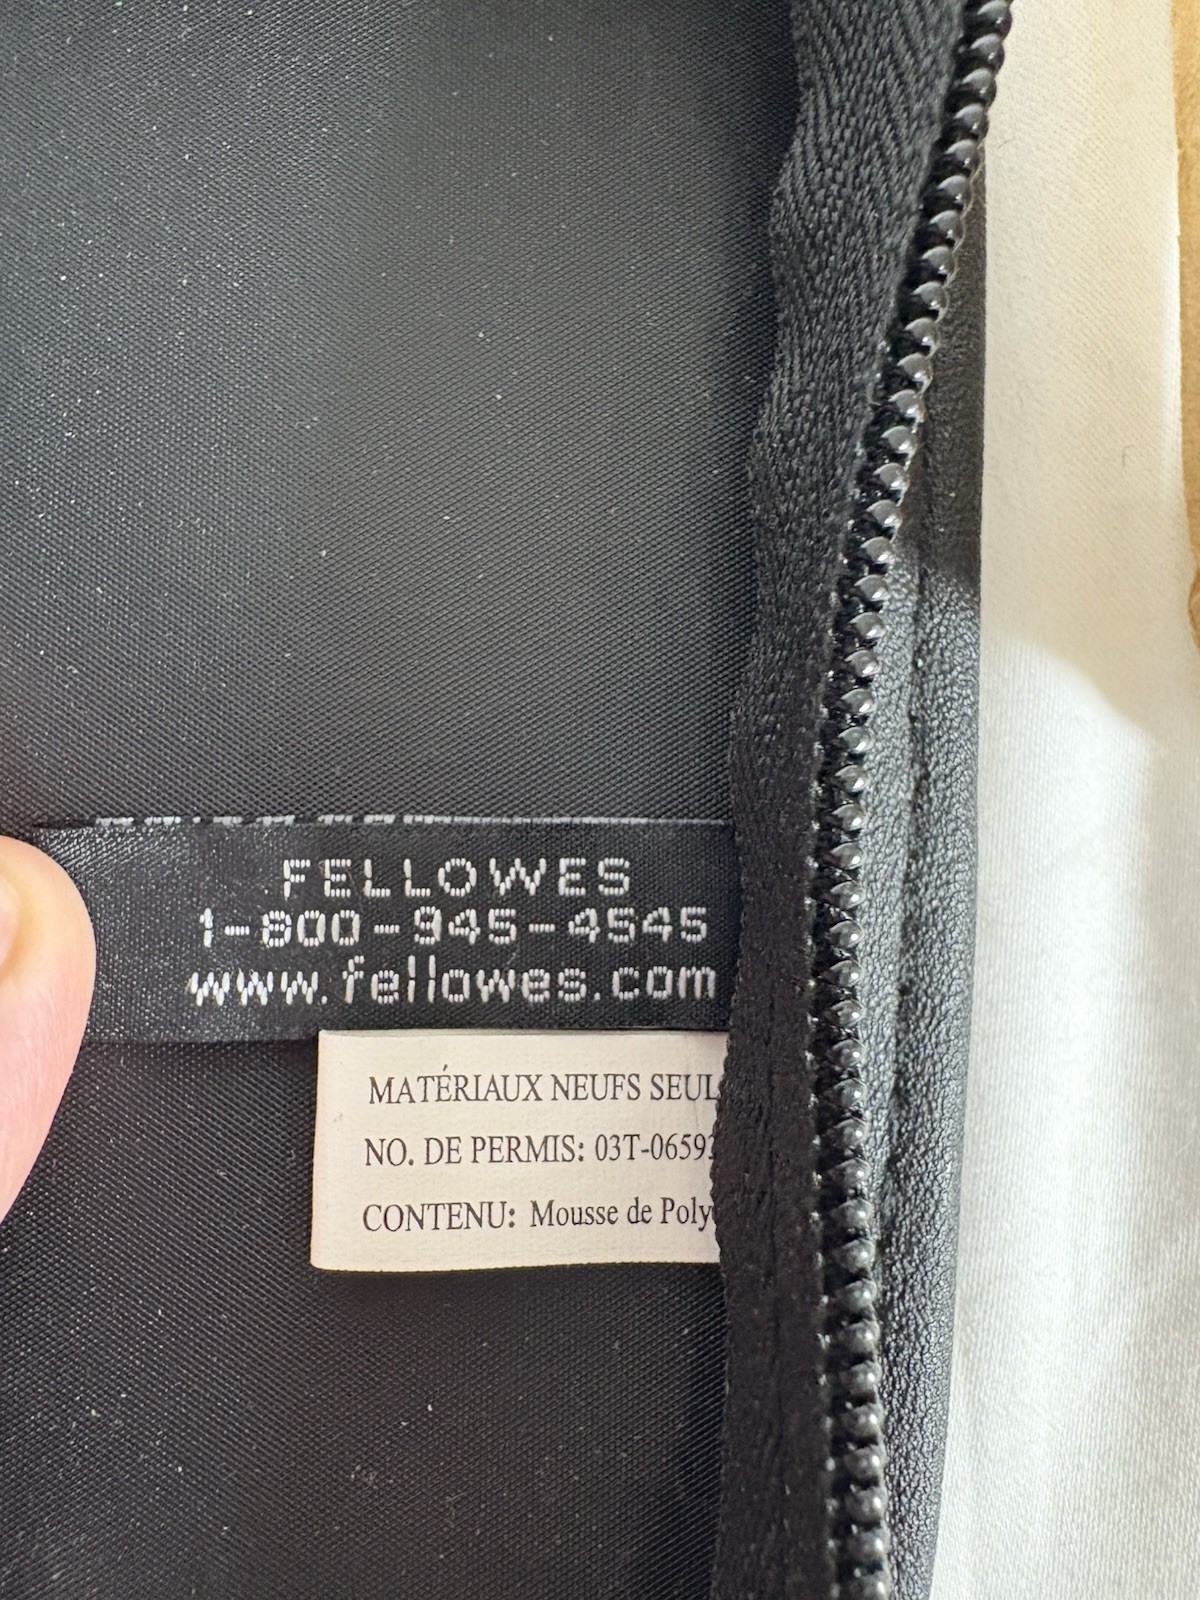 FELLOWES
1-800-945-4545
www.fellowes.com
MATÉRIAUX NEUFS SEUL
NO. DE PERMIS: 03T-0659
CONTENU: Mousse de Poly